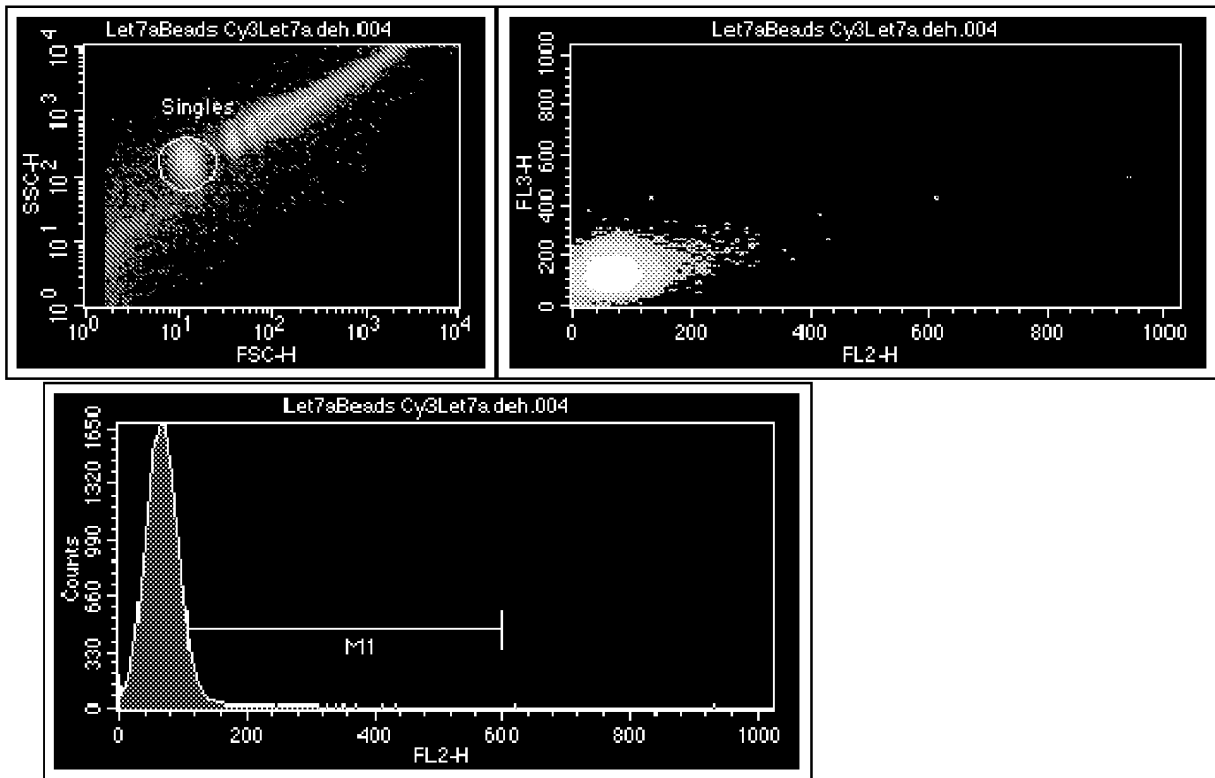 Let7aBeads Cy3Let7a.deh.004
10^4
10^3
10^2
10^1
10^0
SSC-H
Singles
10^0 10^1 10^2 10^3 10^4
FSC-H
Let7aBeads Cy3Let7a.deh.004
1000
800
600
400
200
0
FL3-H
0 200 400 600 800 1000
FL2-H
Let7aBeads Cy3Let7a.deh.004
1650
1320
990
660
330
0
Counts
M1
0 200 400 600 800 1000
FL2-H